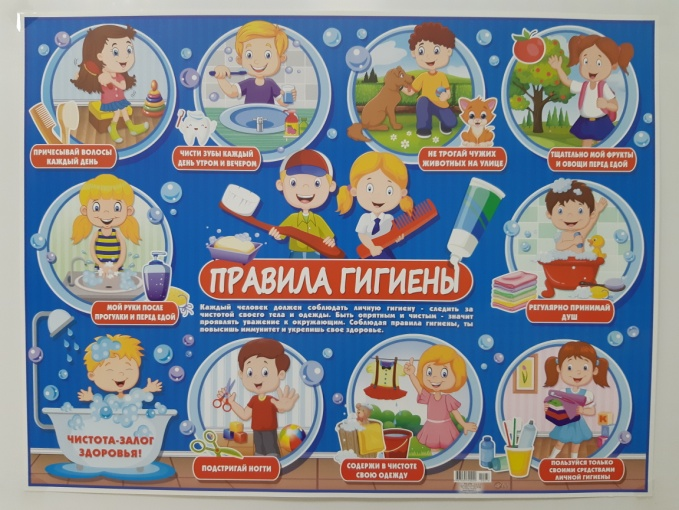 ПРИЧЕСЫВАЙ ВОЛОСЫ
КАЖДЫЙ ДЕНЬ
ЧИСТИ ЗУБЫ КАЖДЫЙ
ДЕНЬ УТРОМ И ВЕЧЕРОМ
НЕ ТРОГАЙ ЧУЖИХ
ЖИВОТНЫХ НА УЛИЦЕ
ТЩАТЕЛЬНО МОЙ ФРУКТЫ
И ОВОЩИ ПЕРЕД ЕДОЙ
ПРАВИЛА ГИГИЕНЫ
Каждый человек должен соблюдать личную гигиену - следить за
чистотой своего тела и одежды. Быть опрятным и чистым - значит
проявлять уважение к окружающим. Соблюдая правила гигиены, ты
повысишь иммунитет и укрепишь свое здоровье.
МОЙ РУКИ ПОСЛЕ
ПРОГУЛКИ И ПЕРЕД ЕДОЙ
РЕГУЛЯРНО ПРИНИМАЙ
ДУШ
ЧИСТОТА-ЗАЛОГ
ЗДОРОВЬЯ!
ПОДСТРИГАЙ НОГТИ
СОДЕРЖИ В ЧИСТОТЕ
СВОЮ ОДЕЖДУ
ПОЛЬЗУЙСЯ ТОЛЬКО
СВОИМИ СРЕДСТВАМИ
ЛИЧНОЙ ГИГИЕНЫ